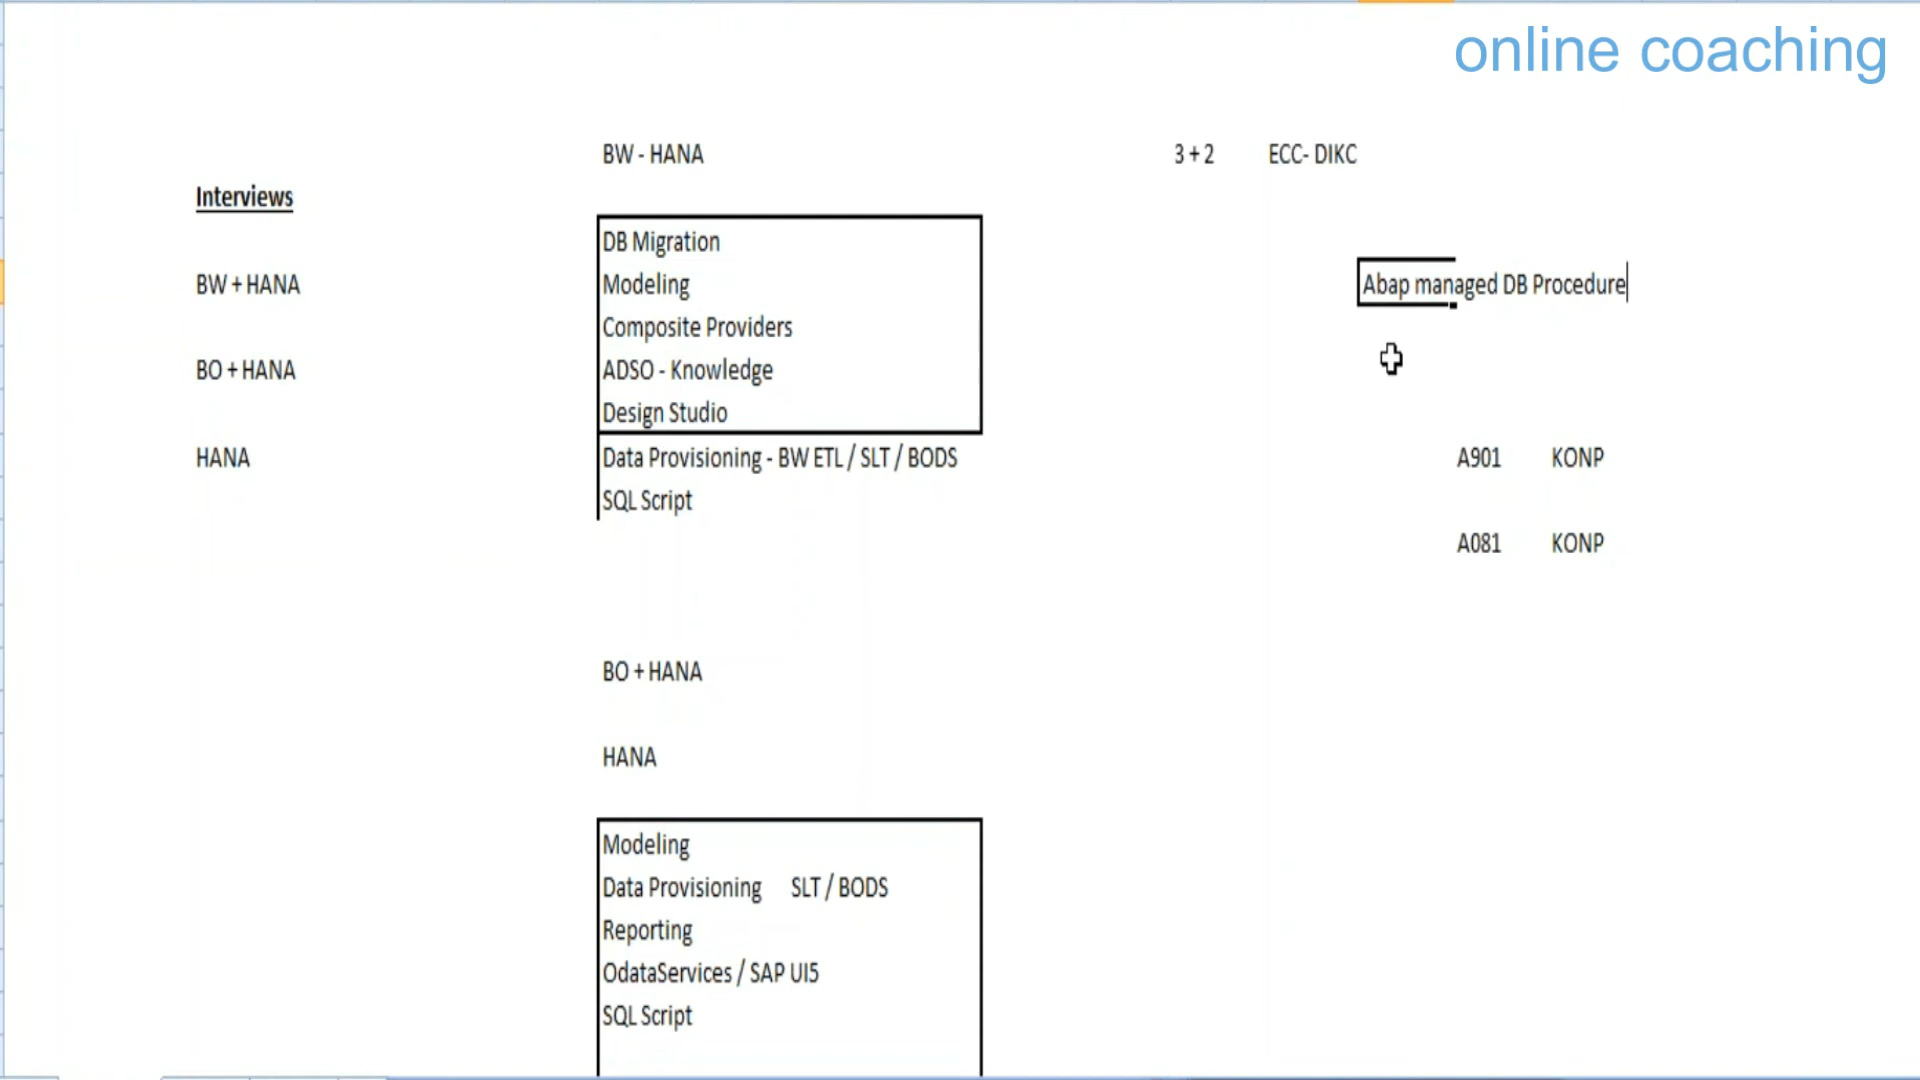 online coaching
BW - HANA 3 + 2 ECC- DIKC
Interviews
DB Migration
BW + HANA Modeling Abap managed DB Procedure
Composite Providers
BO + HANA ADSO - Knowledge
Design Studio
HANA Data Provisioning - BW ETL / SLT / BODS A901 KONP
SQL Script
A081 KONP
BO + HANA
HANA
Modeling
Data Provisioning SLT / BODS
Reporting
OdataServices / SAP UI5
SQL Script